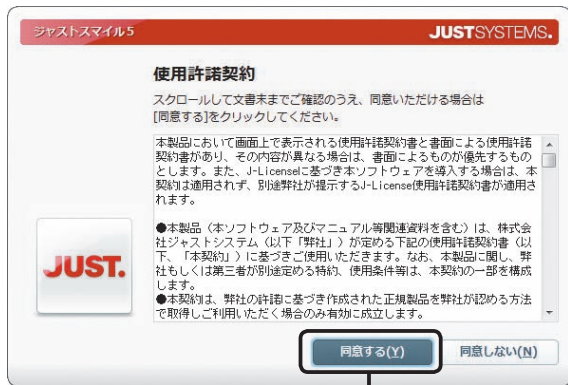 ジャストスマイル5
JUSTSYSTEMS.
使用許諾契約
スクロールして文書末までご確認のうえ、同意いただける場合は
[同意する]をクリックしてください。
本製品において画面上で表示される使用許諾契約書と書面による使用許諾
契約書があり、その内容が異なる場合は、書面によるものが優先するもの
とします。また、J-Licenseに基づき本ソフトウェアを導入する場合は、本
契約は適用されず、別途弊社が提示するJ-License使用許諾契約書が適用さ
れます。
●本製品（本ソフトウェア及びマニュアル等関連資料を含む）は、株式会
社ジャストシステム（以下「弊社」）が定める下記の使用許諾契約書（以
下、「本契約」）に基づきご使用いただきます。なお、本製品に関し、弊
社もしくは第三者が別途定める特約、使用条件等は、本契約の一部を構成
します。
●本契約は、弊社の許諾に基づき作成された正規製品を弊社が認める方法
で取得しご利用いただく場合のみ有効に成立します。
JUST.
同意する(Y)
同意しない(N)